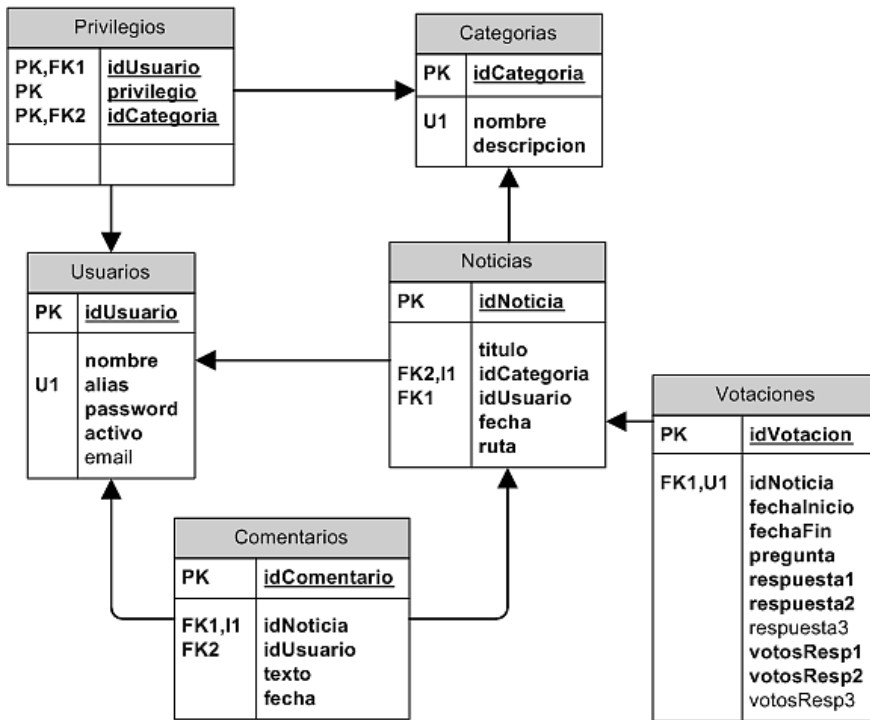 Privilegios
PK,FK1 idUsuario
PK privilegio
PK,FK2 idCategoria
Categorias
PK idCategoria
U1 nombre
descripcion
Usuarios
PK idUsuario
nombre
U1 alias
password
activo
email
Noticias
PK idNoticia
titulo
FK2,I1 idCategoria
FK1 idUsuario
fecha
ruta
Votaciones
PK idVotacion
FK1,U1 idNoticia
fechaInicio
fechaFin
pregunta
respuesta1
respuesta2
respuesta3
votosResp1
votosResp2
votosResp3
Comentarios
PK idComentario
FK1,I1 idNoticia
FK2 idUsuario
texto
fecha